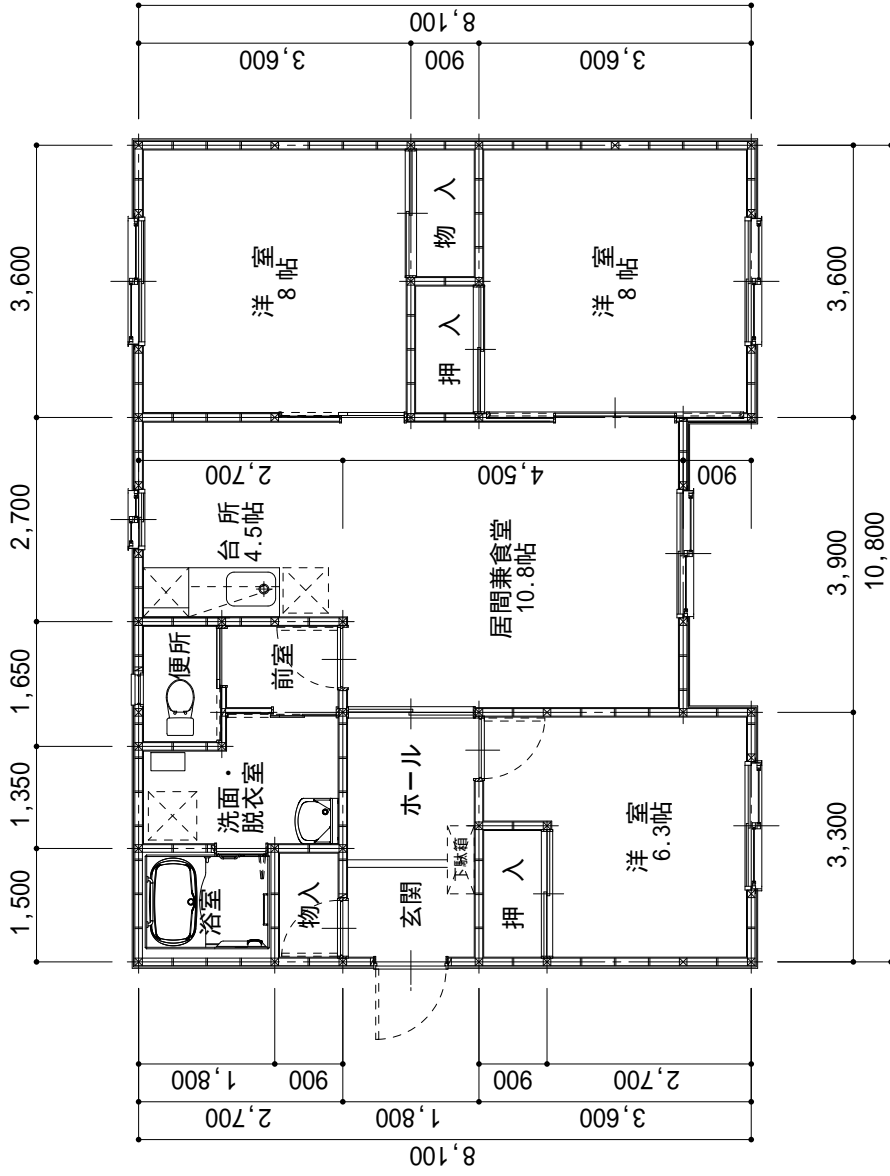 8,100
3,600
900
3,600
3,600
2,700
1,650
1,350
1,500
3,600
3,900
3,300
10,800
洋室
8帖
物入
押入
洋室
8帖
2,700
4,500
900
台所
4.5帖
居間兼食堂
10.8帖
便所
前室
洗面・
脱衣室
ホール
浴室
物入
玄関
下駄箱
押入
洋室
6.3帖
1,800
900
900
2,700
2,700
1,800
3,600
8,100